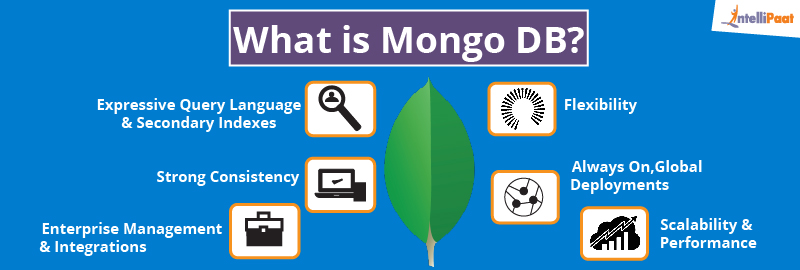 What is Mongo DB?
IntelliPaat
Expressive Query Language
& Secondary Indexes
Strong Consistency
Enterprise Management
& Integrations
Flexibility
Always On,Global
Deployments
Scalability &
Performance